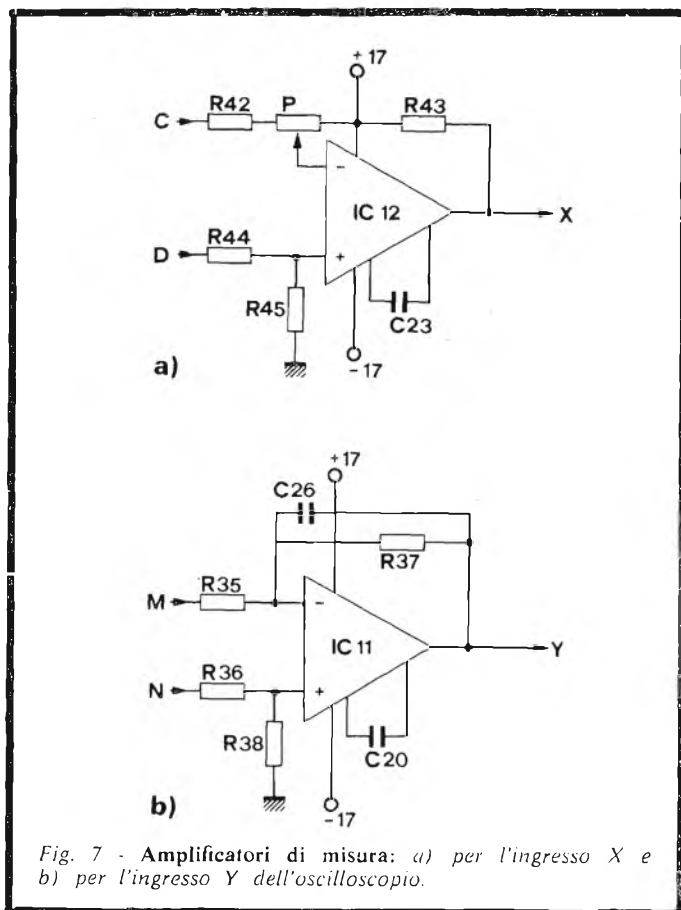 +17
R42 P R43
C
-
IC 12
X
D R44
+
R45
C23
a)
-17
+17
C26
R37
M R35
-
IC 11
Y
N R36
+
R38
C20
b)
-17
Fig. 7 - Amplificatori di misura: a) per l'ingresso X e
b) per l'ingresso Y dell'oscilloscopio.